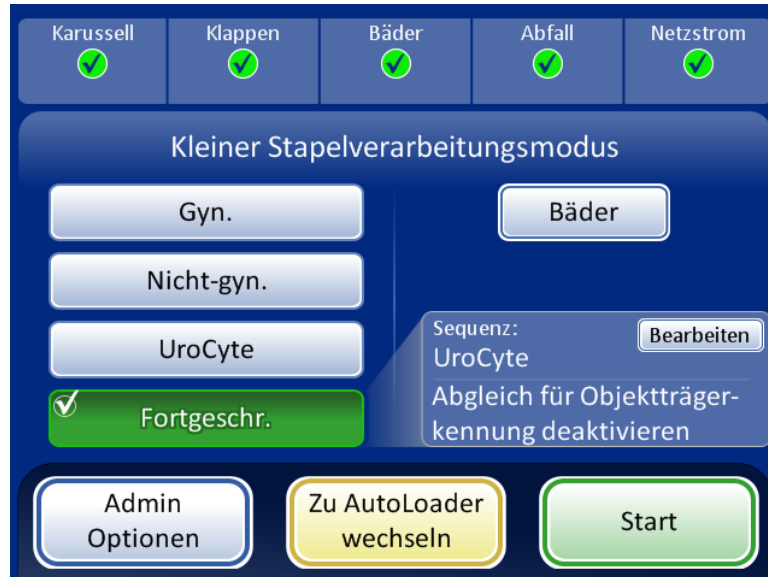 Karussell
Klappen
Bäder
Abfall
Netzstrom
Kleiner Stapelverarbeitungsmodus
Gyn.
Nicht-gyn.
UroCyte
Fortgeschr.
Bäder
Sequenz:
UroCyte
Bearbeiten
Abgleich für Objektträger-
kennung deaktivieren
Admin
Optionen
Zu AutoLoader
wechseln
Start